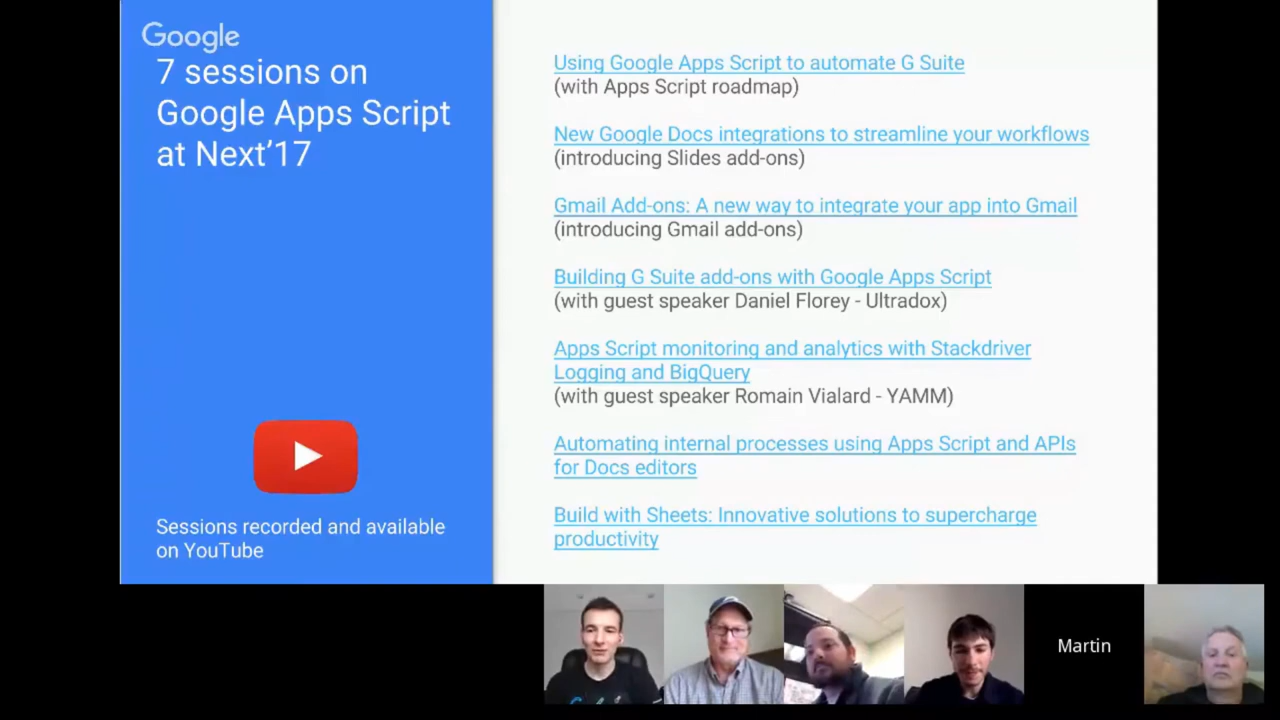 Google
7 sessions on
Google Apps Script
at Next'17
Sessions recorded and available
on YouTube
Using Google Apps Script to automate G Suite
(with Apps Script roadmap)
New Google Docs integrations to streamline your workflows
(introducing Slides add-ons)
Gmail Add-ons: A new way to integrate your app into Gmail
(introducing Gmail add-ons)
Building G Suite add-ons with Google Apps Script
(with guest speaker Daniel Florey - Ultradox)
Apps Script monitoring and analytics with Stackdriver
Logging and BigQuery
(with guest speaker Romain Vialard - YAMM)
Automating internal processes using Apps Script and APIs
for Docs editors
Build with Sheets: Innovative solutions to supercharge
productivity
Martin